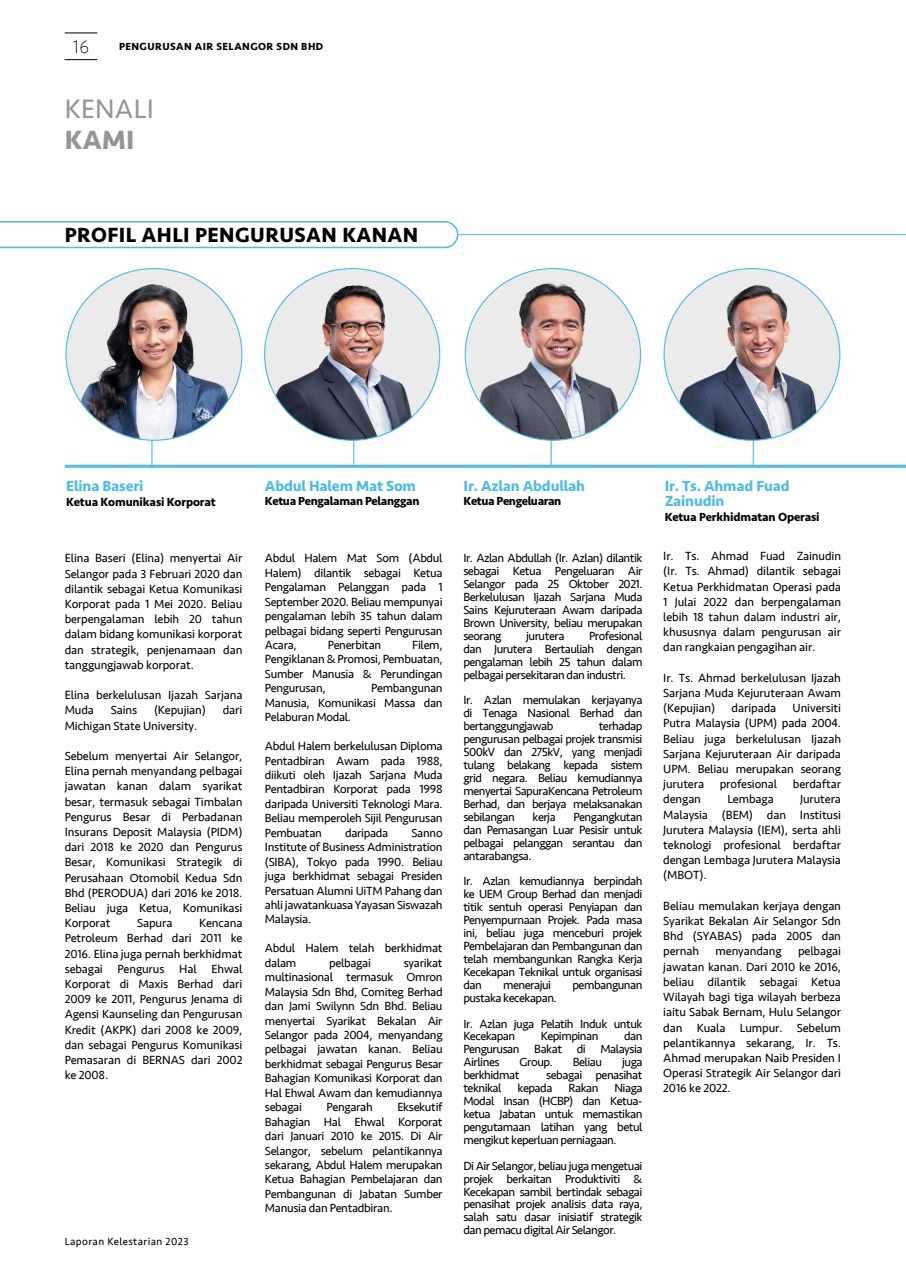 16
PENGURUSAN AIR SELANGOR SDN BHD
KENALI
KAMI
PROFIL AHLI PENGURUSAN KANAN
Elina Baseri
Ketua Komunikasi Korporat
Elina Baseri (Elina) menyertai Air
Selangor pada 3 Februari 2020 dan
dilantik sebagai Ketua Komunikasi
Korporat pada 1 Mei 2020. Beliau
berpengalaman lebih 20 tahun
dalam bidang komunikasi korporat
dan strategik, penjenamaan dan
tanggungjawab korporat.
Elina berkelulusan Ijazah Sarjana
Muda Sains (Kepujian) dari
Michigan State University.
Sebelum menyertai Air Selangor,
Elina pernah menyandang pelbagai
jawatan kanan dalam syarikat
besar, termasuk sebagai Timbalan
Pengurus Besar di Perbadanan
Insurans Deposit Malaysia (PIDM)
dari 2018 ke 2020 dan Pengurus
Besar, Komunikasi Strategik di
Perusahaan Otomobil Kedua Sdn
Bhd (PERODUA) dari 2016 ke 2018.
Beliau juga Ketua, Komunikasi
Korporat Sapura Kencana
Petroleum Berhad dari 2011 ke
2016. Elina juga pernah berkhidmat
sebagai Pengurus Hal Ehwal
Korporat di Maxis Berhad dari
2009 ke 2011, Pengurus Jenama di
Agensi Kaunseling dan Pengurusan
Kredit (AKPK) dari 2008 ke 2009,
dan sebagai Pengurus Komunikasi
Pemasaran di BERNAS dari 2002
ke 2008.
Abdul Halem Mat Som
Ketua Pengalaman Pelanggan
Abdul Halem Mat Som (Abdul
Halem) dilantik sebagai Ketua
Pengalaman Pelanggan pada 1
September 2020. Beliau mempunyai
pengalaman lebih 35 tahun dalam
pelbagai bidang seperti Pengurusan
Acara, Penerbitan Filem,
Pengiklanan & Promosi, Pembuatan,
Sumber Manusia & Perundingan
Pengurusan, Pembangunan
Manusia, Komunikasi Massa dan
Pelaburan Modal.
Abdul Halem berkelulusan Diploma
Pentadbiran Awam pada 1988,
diikuti oleh Ijazah Sarjana Muda
Pentadbiran Korporat pada 1998
daripada Universiti Teknologi Mara.
Beliau memperoleh Sijil Pengurusan
Pembuatan daripada Sanno
Institute of Business Administration
(SIBA), Tokyo pada 1990. Beliau
juga berkhidmat sebagai Presiden
Persatuan Alumni UiTM Pahang dan
ahli jawatankuasa Yayasan Siswazah
Malaysia.
Abdul Halem telah berkhidmat
dalam pelbagai syarikat
multinasional termasuk Omron
Malaysia Sdn Bhd, Comiteg Berhad
dan Jami Swilynn Sdn Bhd. Beliau
menyertai Syarikat Bekalan Air
Selangor pada 2004, menyandang
pelbagai jawatan kanan. Beliau
berkhidmat sebagai Pengurus Besar
Bahagian Komunikasi Korporat dan
Hal Ehwal Awam dan kemudiannya
sebagai Pengarah Eksekutif
Bahagian Hal Ehwal Korporat
dari Januari 2010 ke 2015. Di Air
Selangor, sebelum pelantikannya
sekarang, Abdul Halem merupakan
Ketua Bahagian Pembelajaran dan
Pembangunan di Jabatan Sumber
Manusia dan Pentadbiran.
Ir. Azlan Abdullah
Ketua Pengeluaran
Ir. Azlan Abdullah (Ir. Azlan) dilantik
sebagai Ketua Pengeluaran Air
Selangor pada 25 Oktober 2021.
Berkelulusan Ijazah Sarjana Muda
Sains Kejuruteraan Awam daripada
Brown University, beliau merupakan
seorang jurutera Profesional
dan Jurutera Bertauliah dengan
pengalaman lebih 25 tahun dalam
pelbagai persekitaran dan industri.
Ir. Azlan memulakan kerjayanya
di Tenaga Nasional Berhad dan
bertanggungjawab terhadap
pengurusan pelbagai projek transmisi
500kV dan 275kV, yang menjadi
tulang belakang kepada sistem
grid negara. Beliau kemudiannya
menyertai SapuraKencana Petroleum
Berhad, dan berjaya melaksanakan
sebilangan kerja Pengangkutan
dan Pemasangan Luar Pesisir untuk
pelbagai pelanggan serantau dan
antarabangsa.
Ir. Azlan kemudiannya berpindah
ke UEM Group Berhad dan menjadi
titik sentuh operasi Penyiapan dan
Penyempurnaan Projek. Pada masa
ini, beliau juga menceburi projek
Pembelajaran dan Pembangunan dan
telah membangunkan Rangka Kerja
Kecekapan Teknikal untuk organisasi
dan menerajui pembangunan
pustaka kecekapan.
Ir. Azlan juga Pelatih Induk untuk
Kecekapan Kepimpinan dan
Pengurusan Bakat di Malaysia
Airlines Group. Beliau juga
berkhidmat sebagai penasihat
teknikal kepada Rakan Niaga
Modal Insan (HCBP) dan Ketua-
ketua Jabatan untuk memastikan
pengutamaan latihan yang betul
mengikut keperluan perniagaan.
Di Air Selangor, beliau juga mengetuai
projek berkaitan Produktiviti &
Kecekapan sambil bertindak sebagai
penasihat projek analisis data raya,
salah satu dasar inisiatif strategik
dan pemacu digital Air Selangor.
Ir. Ts. Ahmad Fuad
Zainudin
Ketua Perkhidmatan Operasi
Ir. Ts. Ahmad Fuad Zainudin
(Ir. Ts. Ahmad) dilantik sebagai
Ketua Perkhidmatan Operasi pada
1 Julai 2022 dan berpengalaman
lebih 18 tahun dalam industri air,
khususnya dalam pengurusan air
dan rangkaian pengagihan air.
Ir. Ts. Ahmad berkelulusan Ijazah
Sarjana Muda Kejuruteraan Awam
(Kepujian) daripada Universiti
Putra Malaysia (UPM) pada 2004.
Beliau juga berkelulusan Ijazah
Sarjana Kejuruteraan Air daripada
UPM. Beliau merupakan seorang
jurutera profesional berdaftar
dengan Lembaga Jurutera
Malaysia (BEM) dan Institusi
Jurutera Malaysia (IEM), serta ahli
teknologi profesional berdaftar
dengan Lembaga Jurutera Malaysia
(MBOT).
Beliau memulakan kerjaya dengan
Syarikat Bekalan Air Selangor Sdn
Bhd (SYABAS) pada 2005 dan
pernah menyandang pelbagai
jawatan kanan. Dari 2010 ke 2016,
beliau dilantik sebagai Ketua
Wilayah bagi tiga wilayah berbeza
iaitu Sabak Bernam, Hulu Selangor
dan Kuala Lumpur. Sebelum
pelantikannya sekarang, Ir. Ts.
Ahmad merupakan Naib Presiden I
Operasi Strategik Air Selangor dari
2016 ke 2022.
Laporan Kelestarian 2023